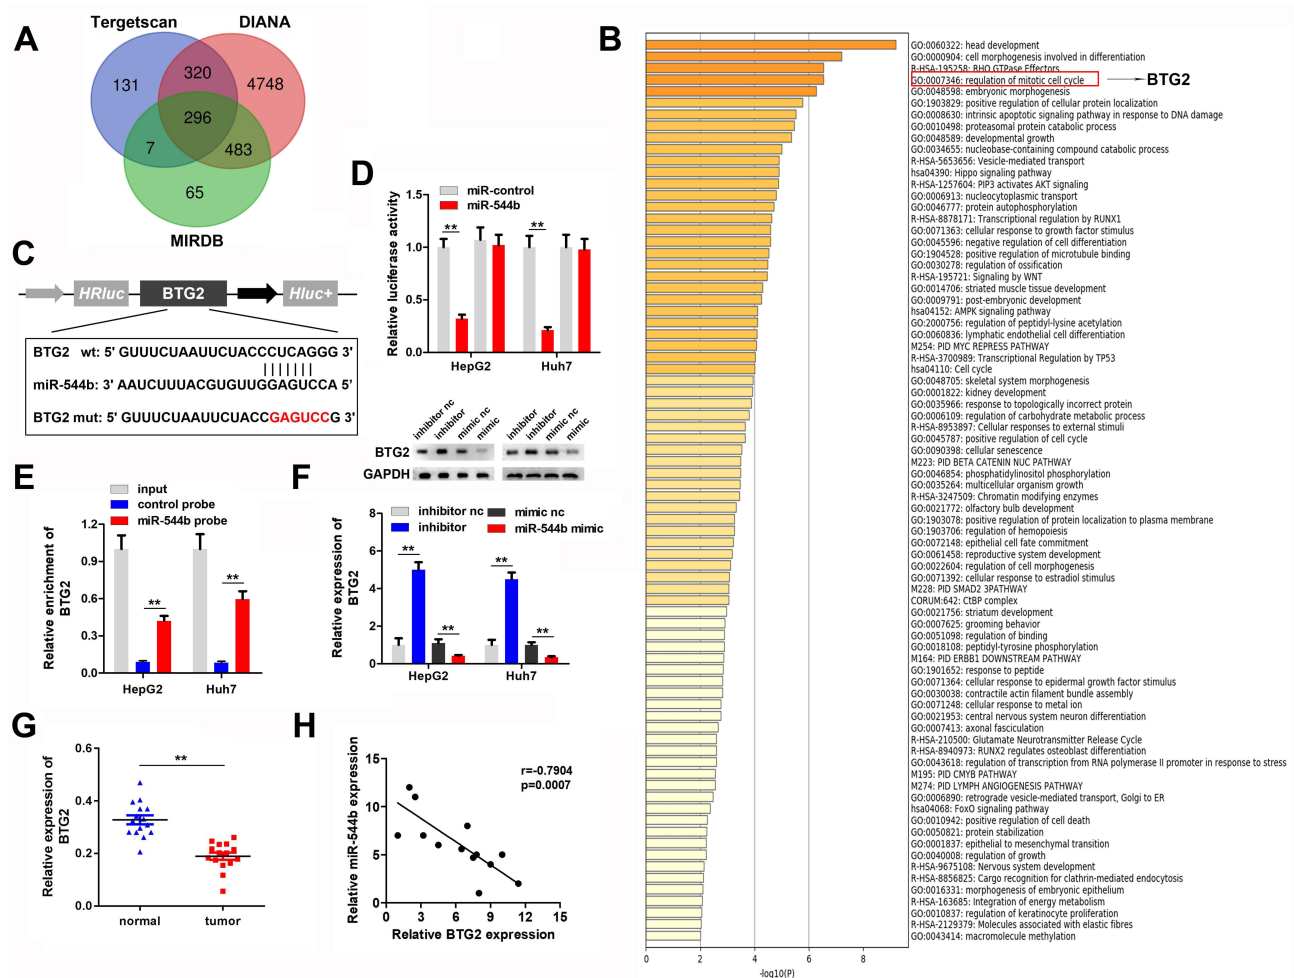 A
Tergetscan
DIANA
131
320
4748
296
7
483
65
MIRDB
B
GO:0060322: head development
GO:0000904: cell morphogenesis involved in differentiation
R-HSA-195258: RHO GTPase Effectors
GO:0007346: regulation of mitotic cell cycle
BTG2
GO:0048598: embryonic morphogenesis
GO:1903829: positive regulation of cellular protein localization
GO:0008630: intrinsic apoptotic signaling pathway in response to DNA damage
GO:0010498: proteasomal protein catabolic process
GO:0048589: developmental growth
GO:0034655: nucleobase-containing compound catabolic process
R-HSA-5653656: Vesicle-mediated transport
hsa04390: Hippo signaling pathway
R-HSA-1257604: PIP3 activates AKT signaling
GO:0006913: nucleocytoplasmic transport
GO:0046777: protein autophosphorylation
R-HSA-8878171: Transcriptional regulation by RUNX1
GO:0071363: cellular response to growth factor stimulus
GO:0045596: negative regulation of cell differentiation
GO:1904528: positive regulation of microtubule binding
GO:0030278: regulation of ossification
R-HSA-195721: Signaling by WNT
GO:0014706: striated muscle tissue development
GO:0009791: post-embryonic development
hsa04152: AMPK signaling pathway
GO:2000756: regulation of peptidyl-lysine acetylation
GO:0060836: lymphatic endothelial cell differentiation
M254: PID MYC REPRESS PATHWAY
R-HSA-3700989: Transcriptional Regulation by TP53
hsa04110: Cell cycle
GO:0048705: skeletal system morphogenesis
GO:0001822: kidney development
GO:0035966: response to topologically incorrect protein
GO:0006109: regulation of carbohydrate metabolic process
R-HSA-8953897: Cellular responses to external stimuli
GO:0045787: positive regulation of cell cycle
GO:0090398: cellular senescence
M223: PID BETA CATENIN NUC PATHWAY
GO:0046854: phosphatidylinositol phosphorylation
GO:0035264: multicellular organism growth
R-HSA-3247509: Chromatin modifying enzymes
GO:0021772: olfactory bulb development
GO:1903078: positive regulation of protein localization to plasma membrane
GO:1903706: regulation of hemopoiesis
GO:0072148: epithelial cell fate commitment
GO:0061458: reproductive system development
GO:0022604: regulation of cell morphogenesis
GO:0071392: cellular response to estradiol stimulus
M228: PID SMAD2 3PATHWAY
CORUM:642: CtBP complex
GO:0021756: striatum development
GO:0007625: grooming behavior
GO:0051098: regulation of binding
GO:0018108: peptidyl-tyrosine phosphorylation
M164: PID ERBB1 DOWNSTREAM PATHWAY
GO:1901652: response to peptide
GO:0071364: cellular response to epidermal growth factor stimulus
GO:0030038: contractile actin filament bundle assembly
GO:0071248: cellular response to metal ion
GO:0021953: central nervous system neuron differentiation
GO:0007413: axonal fasciculation
R-HSA-210500: Glutamate Neurotransmitter Release Cycle
R-HSA-8940973: RUNX2 regulates osteoblast differentiation
GO:0043618: regulation of transcription from RNA polymerase II promoter in response to stress
M195: PID CMYB PATHWAY
M274: PID LYMPH ANGIOGENESIS PATHWAY
GO:0006890: retrograde vesicle-mediated transport, Golgi to ER
hsa04068: FoxO signaling pathway
GO:0010942: positive regulation of cell death
GO:0050821: protein stabilization
GO:0001837: epithelial to mesenchymal transition
GO:0040008: regulation of growth
R-HSA-9675108: Nervous system development
R-HSA-8856825: Cargo recognition for clathrin-mediated endocytosis
GO:0016331: morphogenesis of embryonic epithelium
R-HSA-163685: Integration of energy metabolism
GO:0010837: regulation of keratinocyte proliferation
R-HSA-2129379: Molecules associated with elastic fibres
GO:0043414: macromolecule methylation
0 2 4 6 8
-log10(P)
C
HRluc
BTG2
Hluc+
BTG2 wt: 5' GUUUCUAAUUCUACCCUCAGGG 3'
miR-544b: 3' AAUCUUUACGUGUUGGAGUCCA 5'
BTG2 mut: 5' GUUUCUAAUUCUACCGAGUCCG 3'
D
miR-control
miR-544b
Relative luciferase activity
1.5
1.0
0.5
0.0
**
**
HepG2
Huh7
E
input
control probe
miR-544b probe
Relative enrichment of
BTG2
1.2
0.9
0.6
0.3
0.0
**
**
HepG2
Huh7
F
inhibitor nc
inhibitor
mimic nc
mimic
inhibitor
inhibitor
mimic nc
mimic
BTG2
GAPDH
inhibitor nc
inhibitor
mimic nc
miR-544b mimic
Relative expression of
BTG2
8
6
4
2
0
**
**
**
**
HepG2
Huh7
G
Relative expression of
BTG2
0.6
0.4
0.2
0.0
**
normal
tumor
H
Relative miR-544b expression
15
10
5
0
r=-0.7904
p=0.0007
0 3 6 9 12 15
Relative BTG2 expression